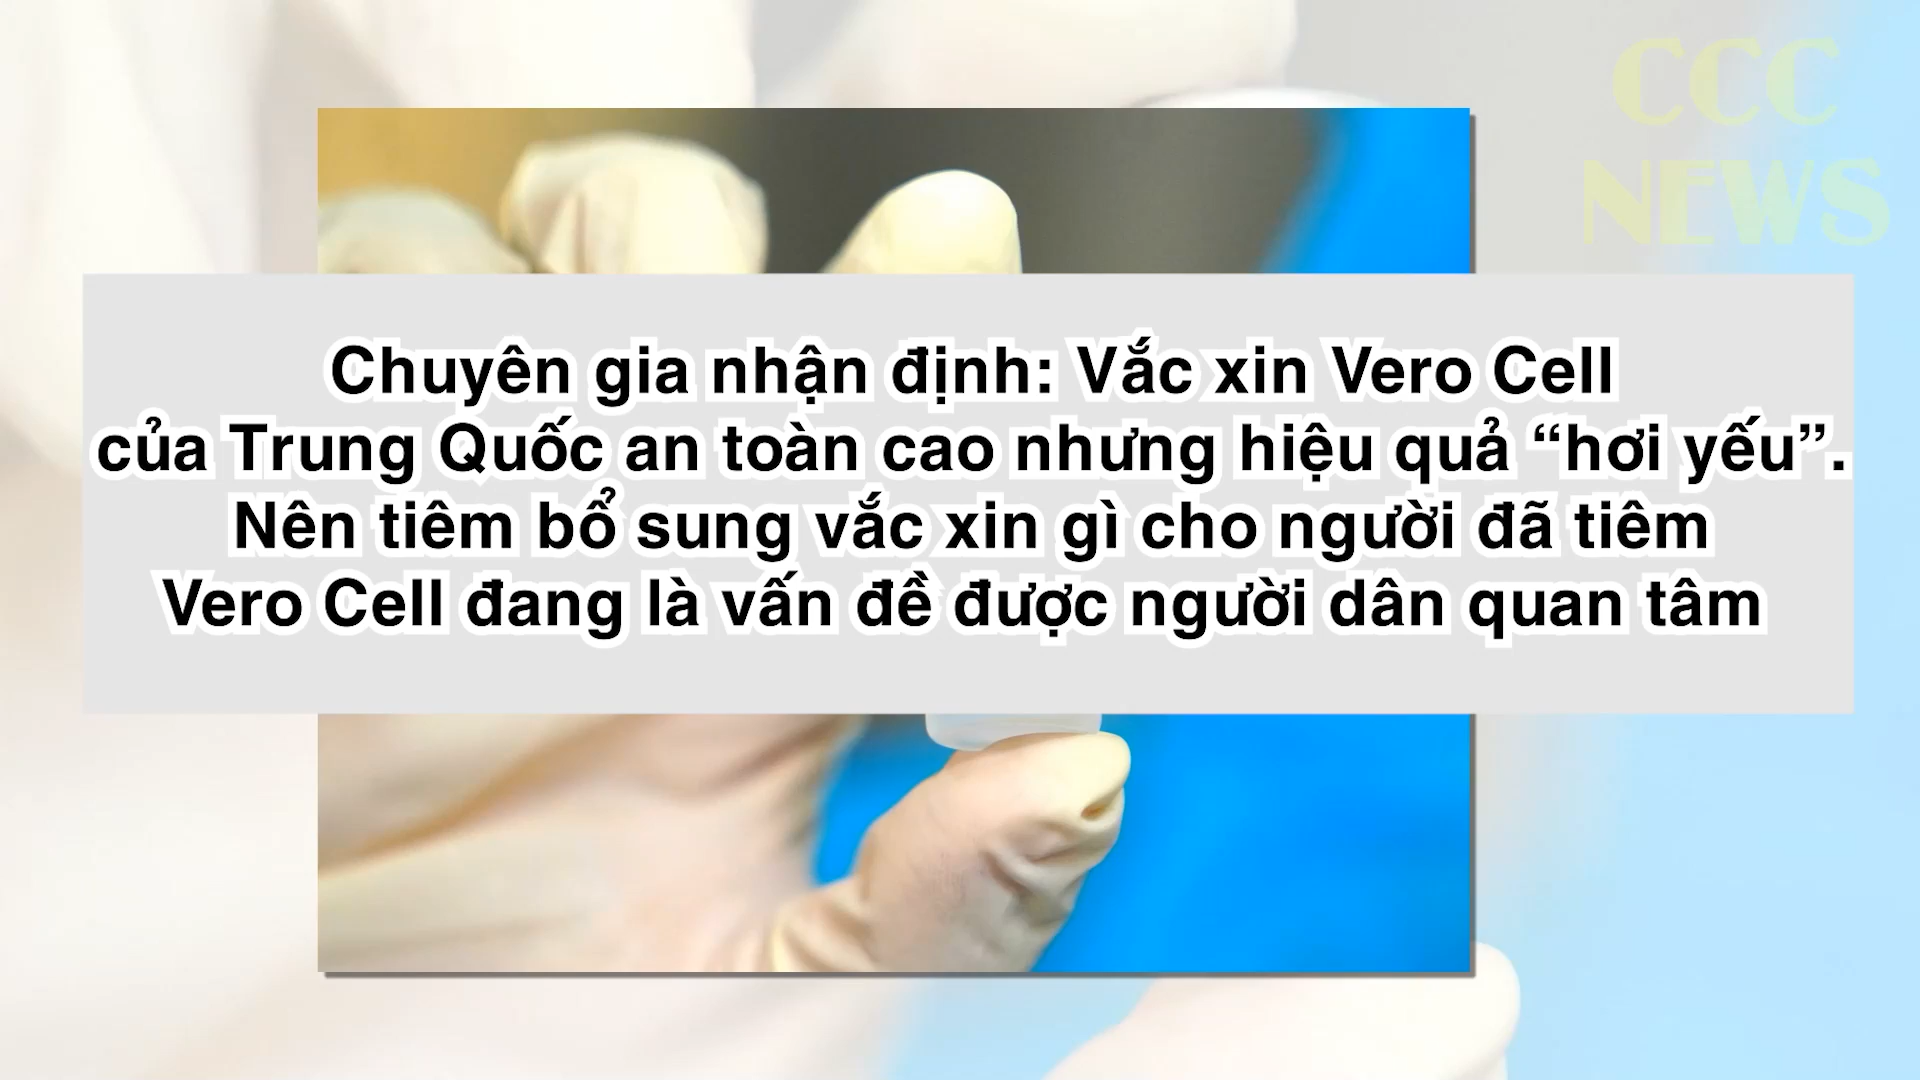 CCC
NEWS
Chuyên gia nhận định: Vắc xin Vero Cell
của Trung Quốc an toàn cao nhưng hiệu quả “hơi yếu”.
Nên tiêm bổ sung vắc xin gì cho người đã tiêm
Vero Cell đang là vấn đề được người dân quan tâm